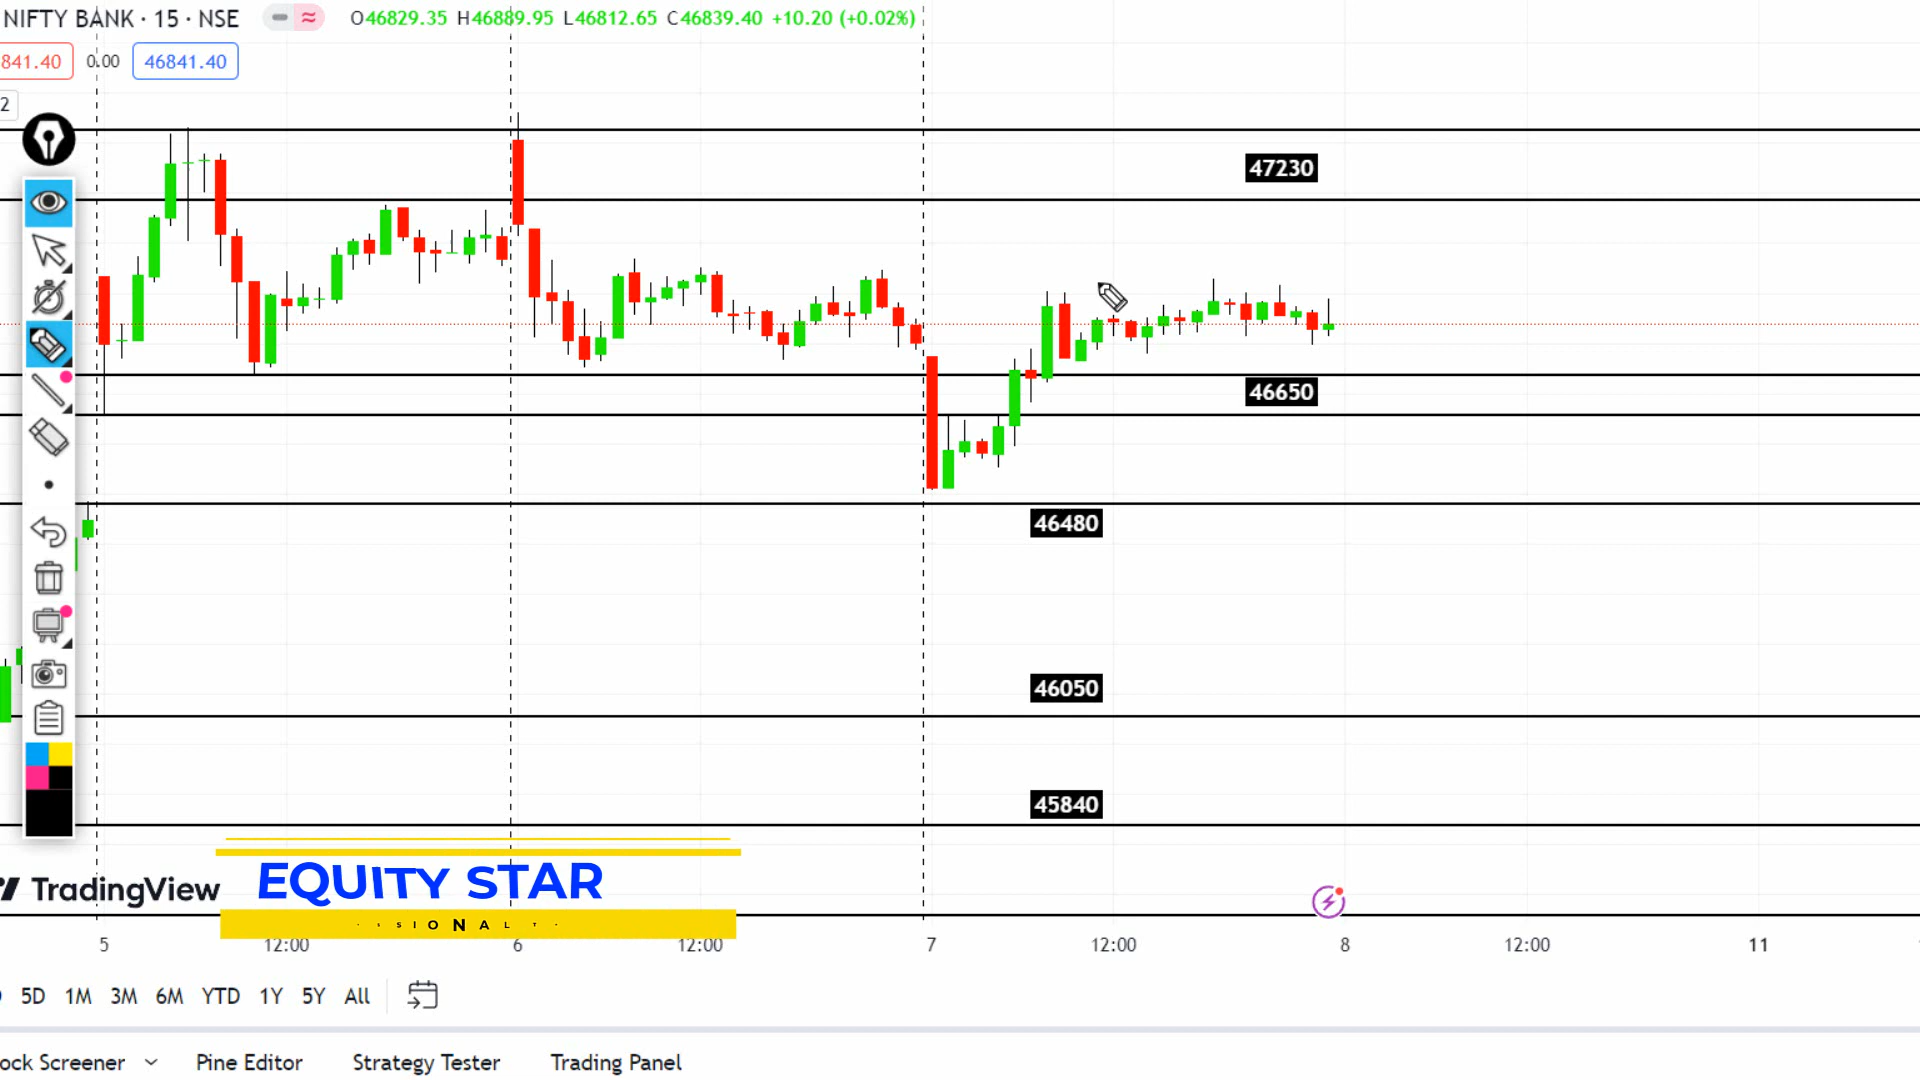 NIFTY BANK · 15 · NSE O46829.35 H46889.95 L46812.65 C46839.40 +10.20 (+0.02%)
841.40 0.00 46841.40
2
47230
46650
46480
46050
45840
TradingView
EQUITY STAR
S I O N A L T
5 12:00 6 12:00 7 12:00 8 12:00 11
5D 1M 3M 6M YTD 1Y 5Y All
ock Screener Pine Editor Strategy Tester Trading Panel